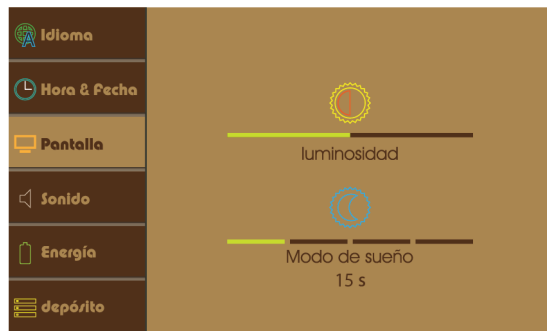 Idioma
Hora & Fecha
Pantalla
Sonido
Energía
depósito
luminosidad
Modo de sueño
15 s